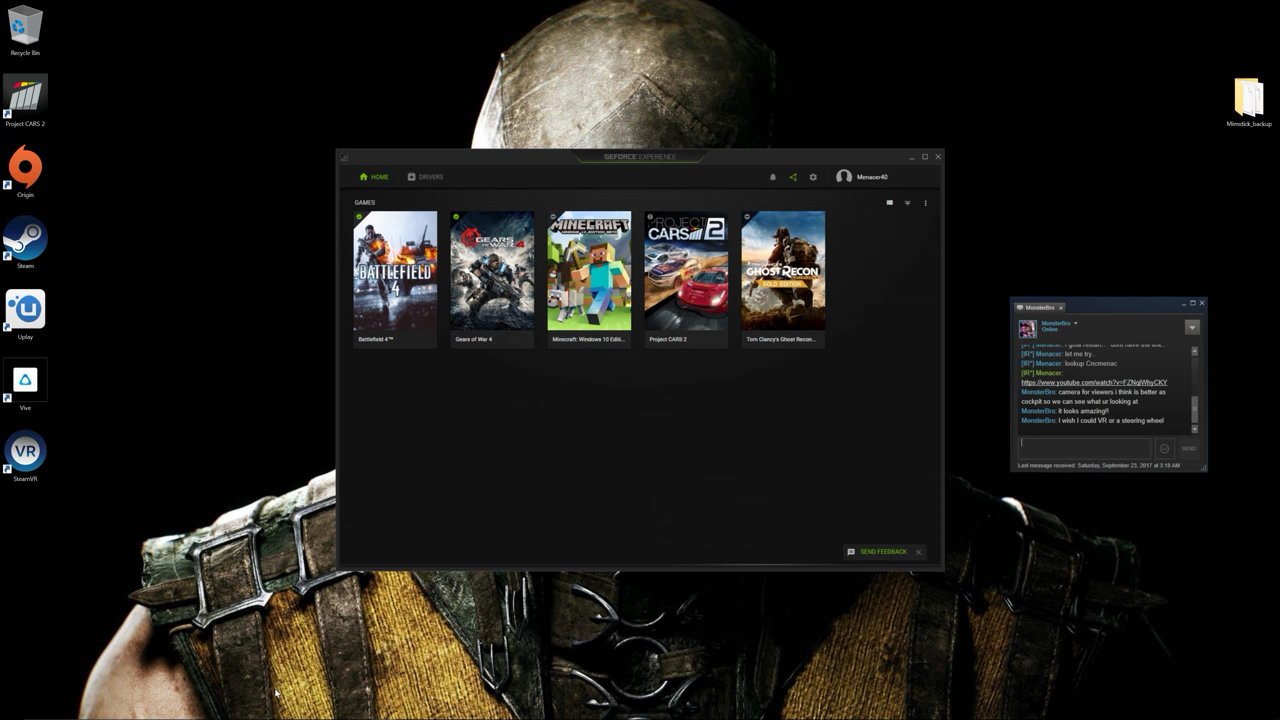 Recycle Bin
Project CARS 2
Origin
Steam
Uplay
Vive
VR
SteamVR
Mimstick_backup
GEFORCE EXPERIENCE
HOME
DRIVERS
Menacer40
GAMES
BATTLEFIELD 4
GEARS OF WAR 4
MINECRAFT
PROJECT CARS 2
GHOST RECON
GOLD EDITION
Battlefield 4™
Gears of War 4
Minecraft: Windows 10 Editi...
Project CARS 2
Tom Clancy's Ghost Recon...
SEND FEEDBACK
MonsterBro
MonsterBro
Online
[IR*] Menacer: let me try..
[IR*] Menacer: lookup Cncmenac
[IR*] Menacer:
https://www.youtube.com/watch?v=FZNqlWhyCKY
MonsterBro: camera for viewers i think is better as
cockpit so we can see what ur looking at
MonsterBro: it looks amazing!!
MonsterBro: I wish I could VR or a steering wheel
SEND
Last message received: Saturday, September 23, 2017 at 3:18 AM